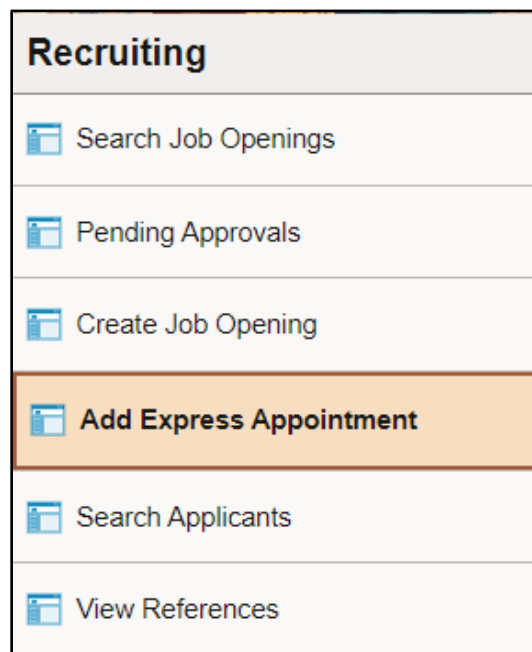 Recruiting
Search Job Openings
Pending Approvals
Create Job Opening
Add Express Appointment
Search Applicants
View References